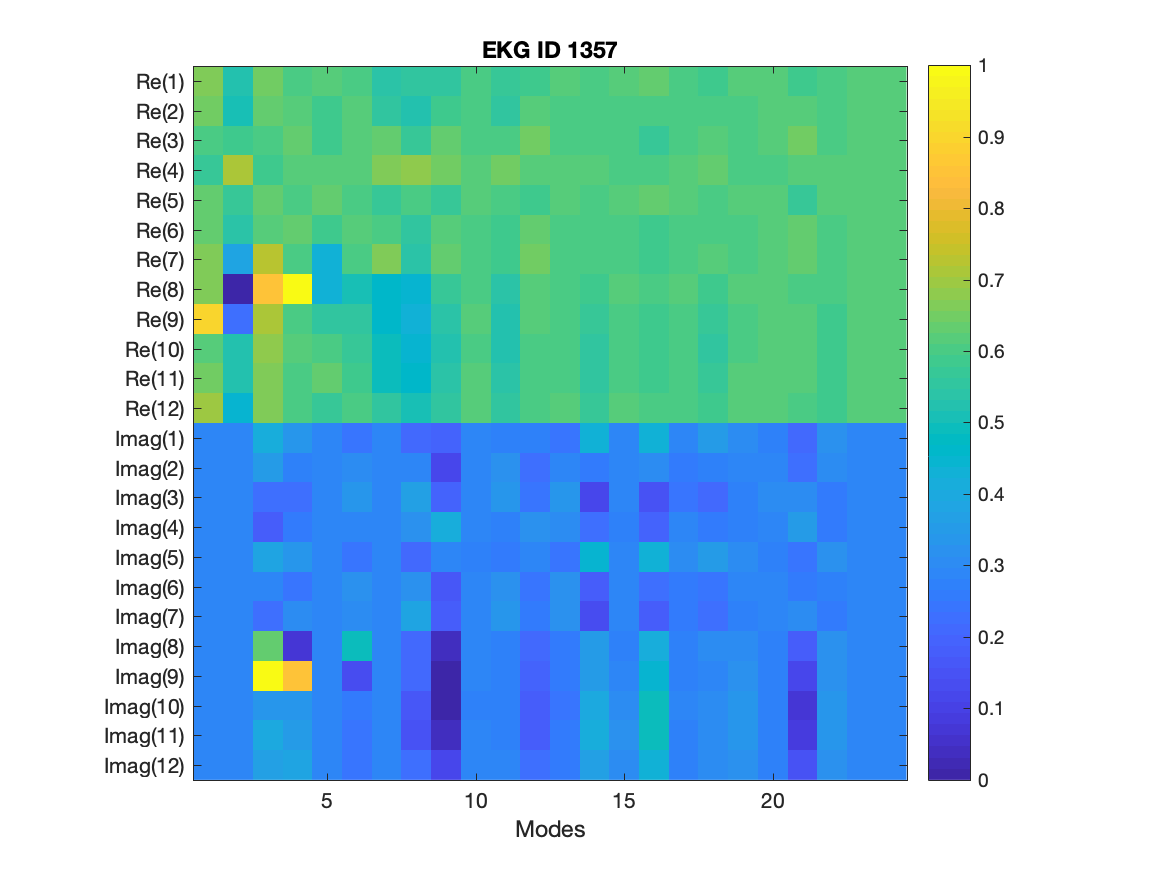 EKG ID 1357
Re(1)
Re(2)
Re(3)
Re(4)
Re(5)
Re(6)
Re(7)
Re(8)
Re(9)
Re(10)
Re(11)
Re(12)
Imag(1)
Imag(2)
Imag(3)
Imag(4)
Imag(5)
Imag(6)
Imag(7)
Imag(8)
Imag(9)
Imag(10)
Imag(11)
Imag(12)
5 10 15 20
Modes
1
0.9
0.8
0.7
0.6
0.5
0.4
0.3
0.2
0.1
0